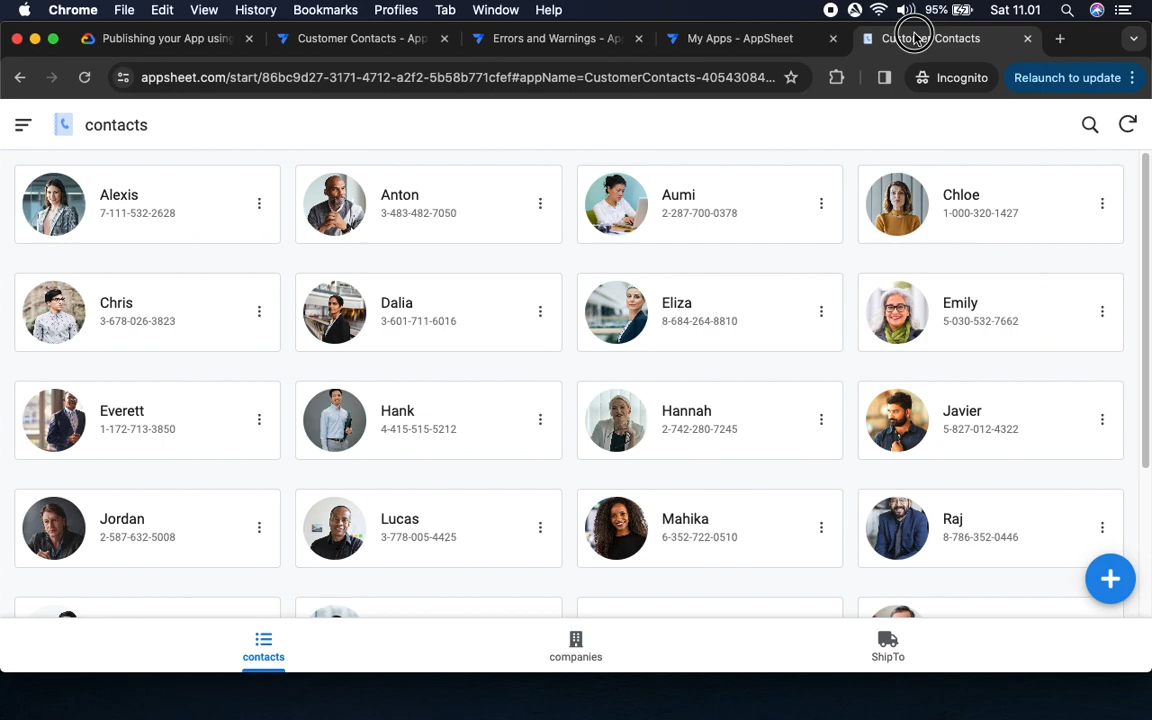 Chrome File Edit View History Bookmarks Profiles Tab Window Help 95% Sat 11.01
Publishing your App using Customer Contacts - App Errors and Warnings - Ap My Apps - AppSheet Customer Contacts
appsheet.com/start/86bc9d27-3171-4712-a2f2-5b58b771cfef#appName=CustomerContacts-40543084... Incognito Relaunch to update
contacts
Alexis Anton Aumi Chloe
7-111-532-2628 3-483-482-7050 2-287-700-0378 1-000-320-1427
Chris Dalia Eliza Emily
3-678-026-3823 3-601-711-6016 8-684-264-8810 5-030-532-7662
Everett Hank Hannah Javier
1-172-713-3850 4-415-515-5212 2-742-280-7245 5-827-012-4322
Jordan Lucas Mahika Raj
2-587-632-5008 3-778-005-4425 6-352-722-0510 8-786-352-0446
contacts companies ShipTo